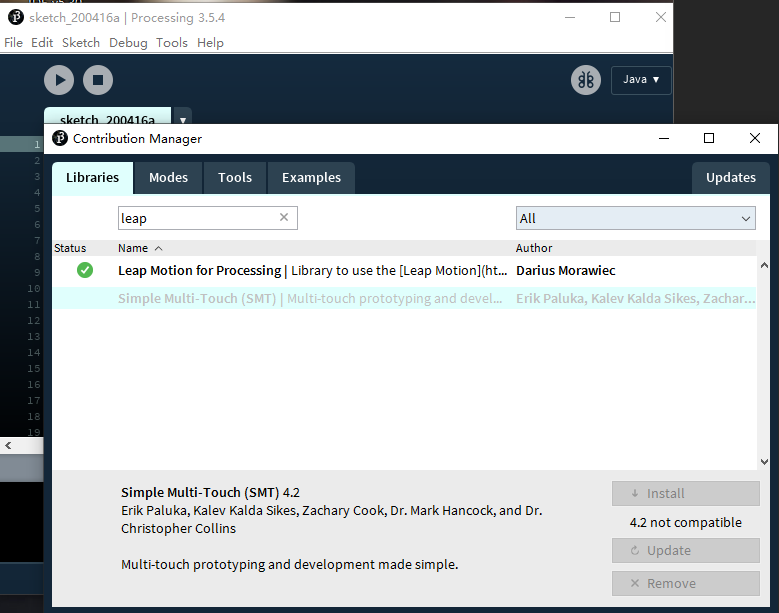 sketch_200416a | Processing 3.5.4
File Edit Sketch Debug Tools Help
Java ▼
sketch_200416a ▼
Contribution Manager
Libraries Modes Tools Examples Updates
leap All
Status Name Author
Leap Motion for Processing | Library to use the [Leap Motion](ht... Darius Morawiec
Simple Multi-Touch (SMT) | Multi-touch prototyping and devel... Erik Paluka, Kalev Kalda Sikes, Zachar...
1
2
3
4
5
6
7
8
9
10
11
12
13
14
15
16
17
18
19
Simple Multi-Touch (SMT) 4.2
Erik Paluka, Kalev Kalda Sikes, Zachary Cook, Dr. Mark Hancock, and Dr.
Christopher Collins
Multi-touch prototyping and development made simple.
Install
4.2 not compatible
Update
Remove